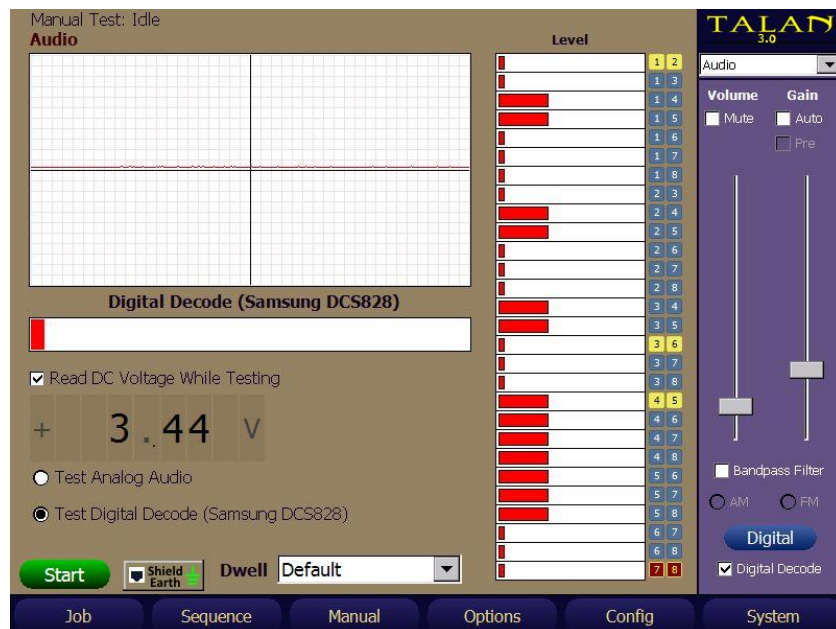 Manual Test: Idle
Audio
Level
TALAN
3.0
Audio
Volume Gain
Mute Auto
Pre
1 2
1 3
1 4
1 5
1 6
1 7
1 8
2 3
2 4
2 5
2 6
2 7
2 8
3 4
3 5
3 6
3 7
3 8
4 5
4 6
4 7
4 8
5 6
5 7
5 8
6 7
6 8
7 8
Digital Decode (Samsung DCS828)
Read DC Voltage While Testing
+ 3.44 V
Test Analog Audio
Test Digital Decode (Samsung DCS828)
Bandpass Filter
AM FM
Digital
Digital Decode
Start
Shield
Earth
Dwell Default
Job Sequence Manual Options Config System